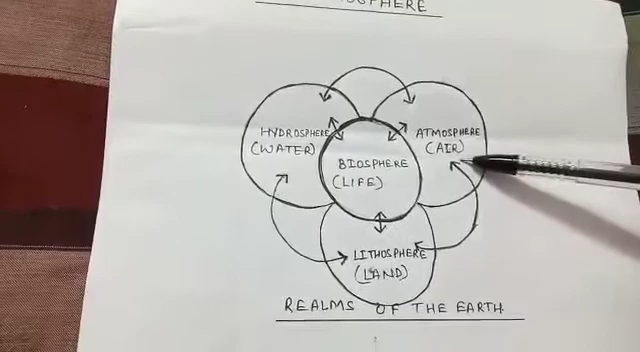 HYDROSPHERE
(WATER)
ATMOSPHERE
(AIR)
BIOSPHERE
(LIFE)
LITHOSPHERE
(LAND)
REALMS OF THE EARTH